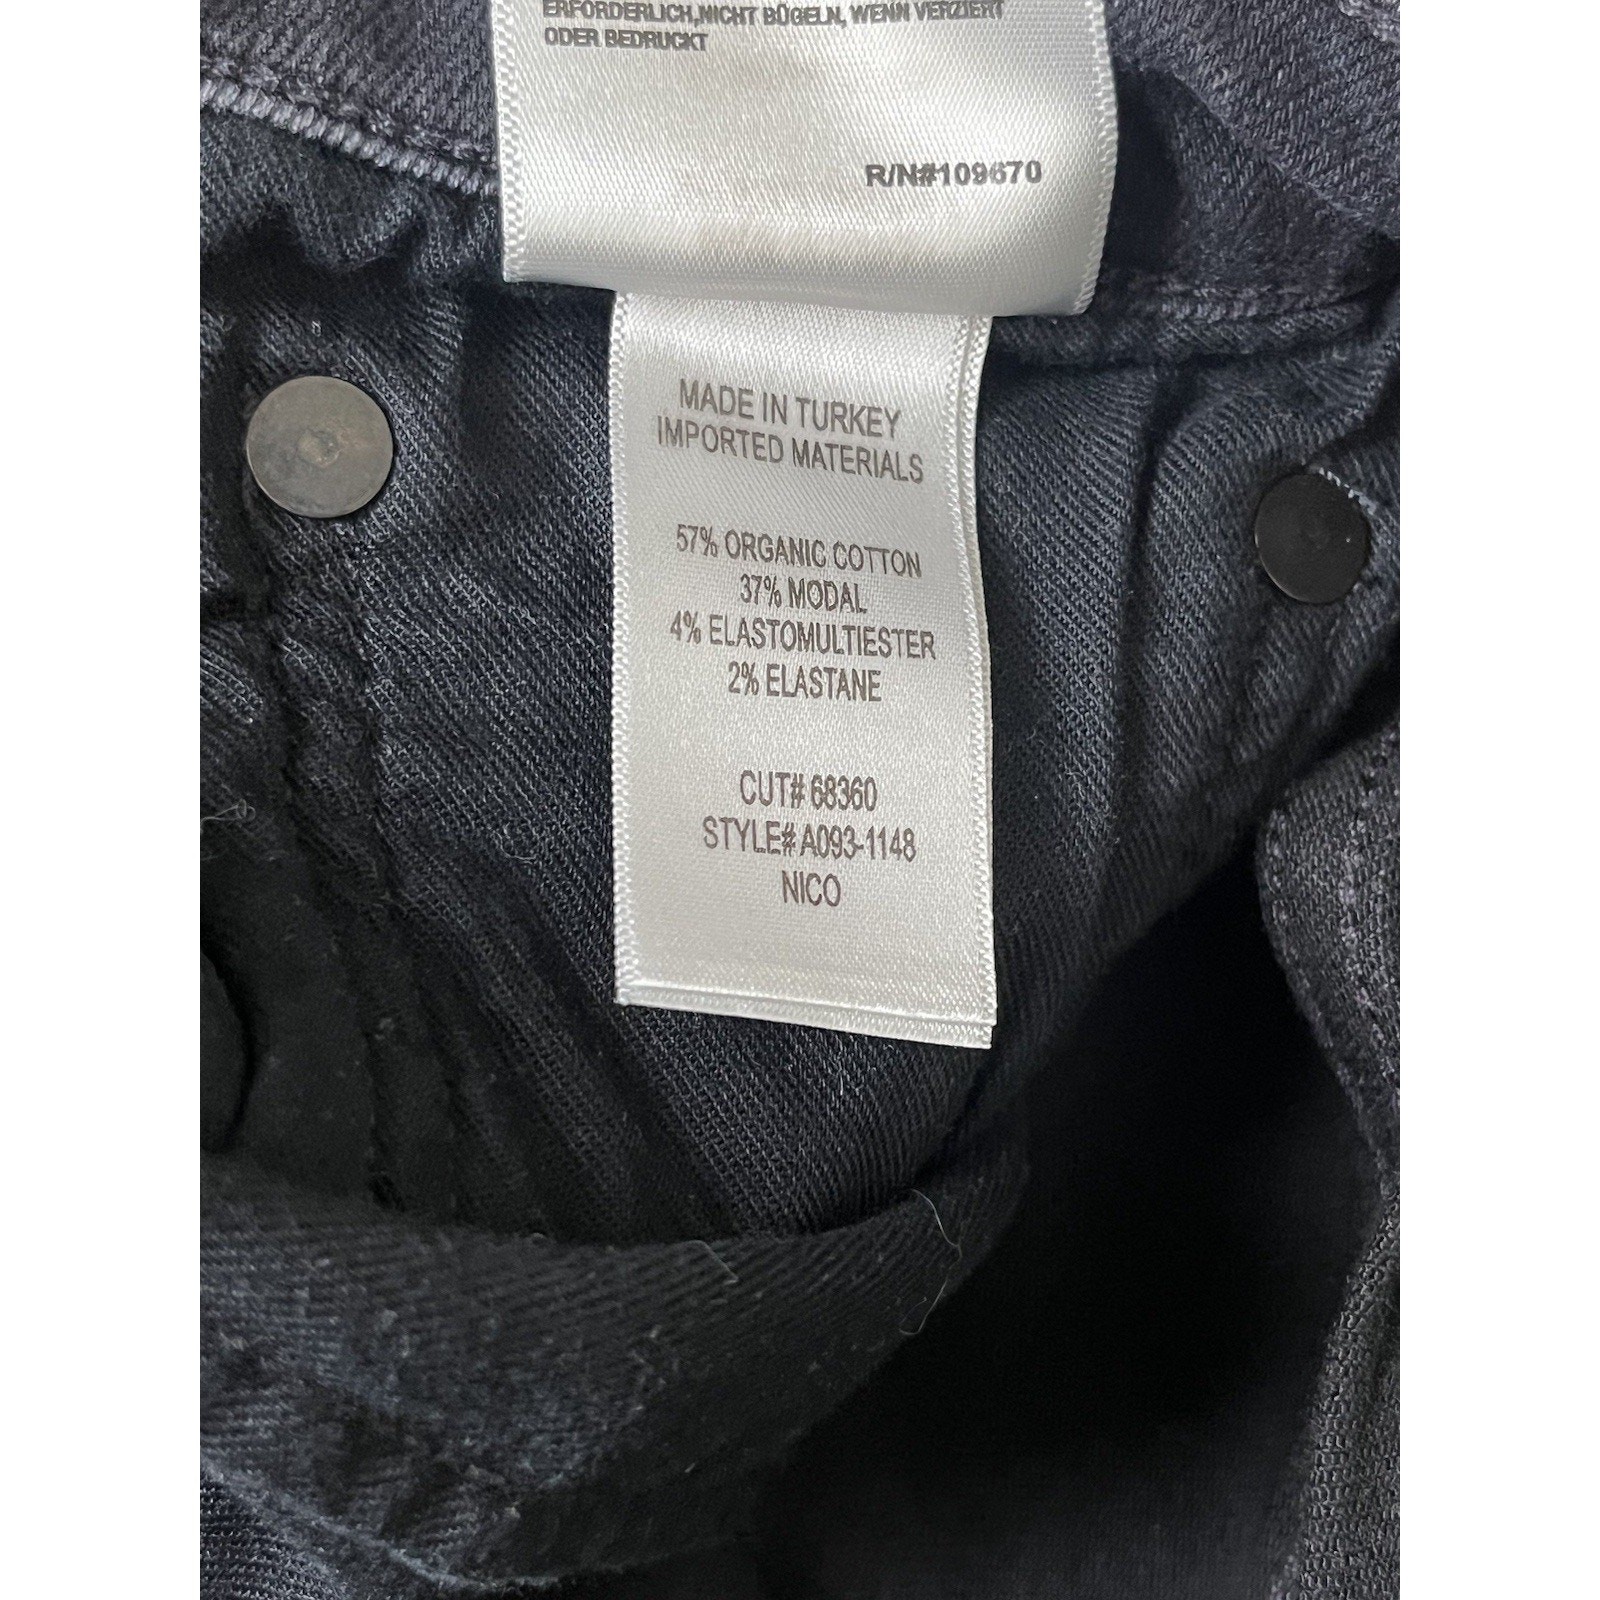 ERFORDERLICH,NICHT BÜGELN, WENN VERZIERT
ODER BEDRUCKT
R/N#109670
MADE IN TURKEY
IMPORTED MATERIALS
57% ORGANIC COTTON
37% MODAL
4% ELASTOMULTIESTER
2% ELASTANE
CUT# 68360
STYLE# A093-1148
NICO